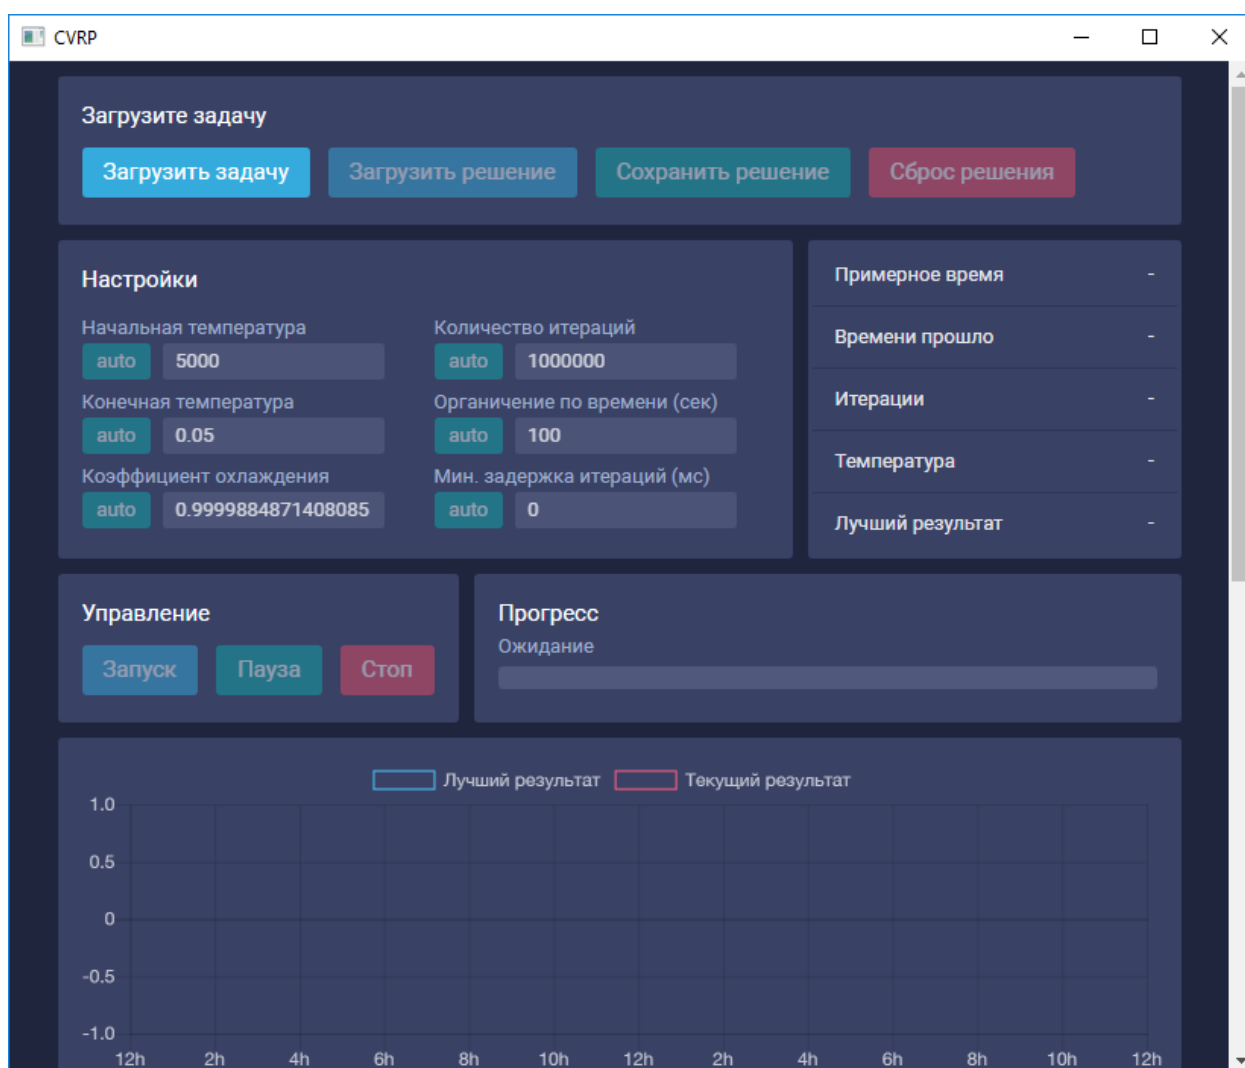 CVRP
Загрузите задачу
Загрузить задачу Загрузить решение Сохранить решение Сброс решения
Настройки
Начальная температура Количество итераций
auto 5000 auto 1000000
Конечная температура Органичение по времени (сек)
auto 0.05 auto 100
Коэффициент охлаждения Мин. задержка итераций (мс)
auto 0.9999884871408085 auto 0
Примерное время -
Времени прошло -
Итерации -
Температура -
Лучший результат -
Управление
Запуск Пауза Стоп
Прогресс
Ожидание
Лучший результат Текущий результат
1.0
0.5
0
-0.5
-1.0
12h 2h 4h 6h 8h 10h 12h 2h 4h 6h 8h 10h 12h